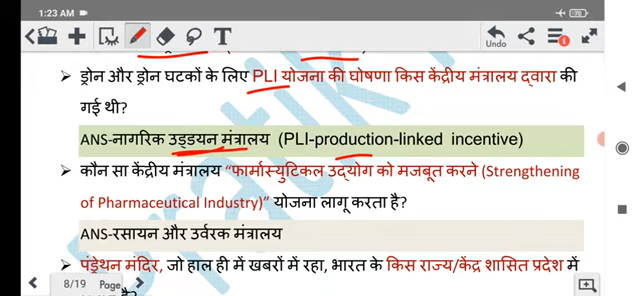 1:23 AM
70
Undo
➢ ड्रोन और ड्रोन घटकों के लिए PLI योजना की घोषणा किस केंद्रीय मंत्रालय द्वारा की
गई थी?
ANS-नागरिक उड्डयन मंत्रालय (PLI-production-linked incentive)
➢ कौन सा केंद्रीय मंत्रालय “फार्मास्युटिकल उद्योग को मजबूत करने (Strengthening
of Pharmaceutical Industry)” योजना लागू करता है?
ANS-रसायन और उर्वरक मंत्रालय
➢ पंड्रेथन मंदिर, जो हाल ही में खबरों में रहा, भारत के किस राज्य/केंद्र शासित प्रदेश में
8/19 Page
है?